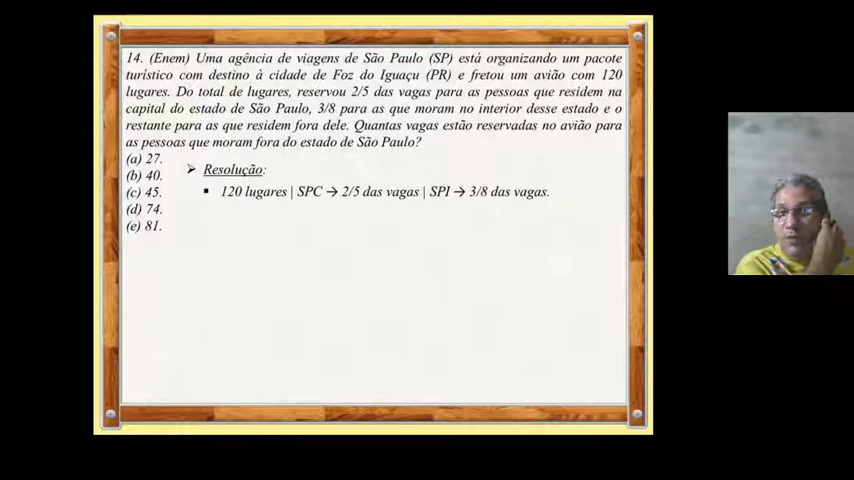 14. (Enem) Uma agência de viagens de São Paulo (SP) está organizando um pacote
turístico com destino à cidade de Foz do Iguaçu (PR) e fretou um avião com 120
lugares. Do total de lugares, reservou 2/5 das vagas para as pessoas que residem na
capital do estado de São Paulo, 3/8 para as que moram no interior desse estado e o
restante para as que residem fora dele. Quantas vagas estão reservadas no avião para
as pessoas que moram fora do estado de São Paulo?
(a) 27.
(b) 40.
(c) 45.
(d) 74.
(e) 81.
➢ Resolução:
▪ 120 lugares | SPC → 2/5 das vagas | SPI → 3/8 das vagas.